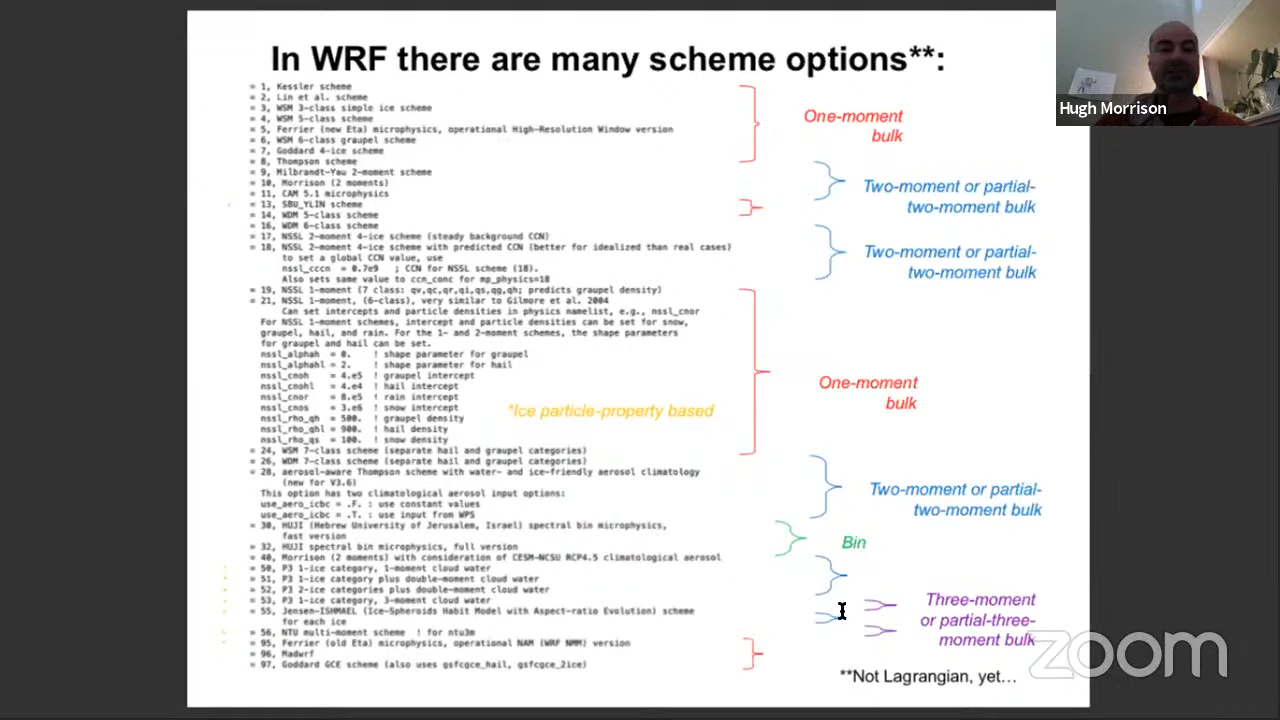 In WRF there are many scheme options**:
= 1, Kessler scheme
= 2, Lin et al. scheme
= 3, WSM 3-class simple ice scheme
= 4, WSM 5-class scheme
= 5, Ferrier (new Eta) microphysics, operational High-Resolution Window version
= 6, WSM 6-class graupel scheme
= 7, Goddard 4-ice scheme
= 8, Thompson scheme
= 9, Milbrandt-Yau 2-moment scheme
= 10, Morrison (2 moments)
= 11, CAM 5.1 microphysics
= 13, SBU_YLIN scheme
= 14, WDM 5-class scheme
= 16, WDM 6-class scheme
= 17, NSSL 2-moment 4-ice scheme (steady background CCN)
= 18, NSSL 2-moment 4-ice scheme with predicted CCN (better for idealized than real cases)
to set a global CCN value, use
nssl_cccn = 0.7e9 ; CCN for NSSL scheme (18).
Also sets same value to ccn_conc for mp_physics=18
= 19, NSSL 1-moment (7 class: qv,qc,qr,qi,qs,qg,qh; predicts graupel density)
= 21, NSSL 1-moment, (6-class), very similar to Gilmore et al. 2004
Can set intercepts and particle densities in physics namelist, e.g., nssl_cnor
For NSSL 1-moment schemes, intercept and particle densities can be set for snow,
graupel, hail, and rain. For the 1- and 2-moment schemes, the shape parameters
for graupel and hail can be set.
nssl_alphah = 0. ! shape parameter for graupel
nssl_alphahl = 2. ! shape parameter for hail
nssl_cnoh = 4.e5 ! graupel intercept
nssl_cnohl = 4.e4 ! hail intercept
nssl_cnor = 8.e5 ! rain intercept
nssl_cnos = 3.e6 ! snow intercept
nssl_rho_qh = 500. ! graupel density
nssl_rho_qhl = 900. ! hail density
nssl_rho_qs = 100. ! snow density
= 24, WSM 7-class scheme (separate hail and graupel categories)
= 26, WDM 7-class scheme (separate hail and graupel categories)
= 28, aerosol-aware Thompson scheme with water- and ice-friendly aerosol climatology
(new for V3.6)
This option has two climatological aerosol input options:
use_aero_icbc = .F. : use constant values
use_aero_icbc = .T. : use input from WPS
= 30, HUJI (Hebrew University of Jerusalem, Israel) spectral bin microphysics,
fast version
= 32, HUJI spectral bin microphysics, full version
= 40, Morrison (2 moments) with consideration of CESM-NCSU RCP4.5 climatological aerosol
= 50, P3 1-ice category, 1-moment cloud water
= 51, P3 1-ice category plus double-moment cloud water
= 52, P3 2-ice categories plus double-moment cloud water
= 53, P3 1-ice category, 3-moment cloud water
= 55, Jensen-ISHMAEL (Ice-Spheroids Habit Model with Aspect-ratio Evolution) scheme
for each ice
= 56, NTU multi-moment scheme ! for ntu3m
= 95, Ferrier (old Eta) microphysics, operational NAM (WRF NMM) version
= 96, Madwrf
= 97, Goddard GCE scheme (also uses gsfcgce_hail, gsfcgce_2ice)
*Ice particle-property based
One-moment
bulk
Two-moment or partial-
two-moment bulk
Two-moment or partial-
two-moment bulk
One-moment
bulk
Two-moment or partial-
two-moment bulk
Bin
Three-moment
or partial-three-
moment bulk
**Not Lagrangian, yet…
Hugh Morrison
zoom